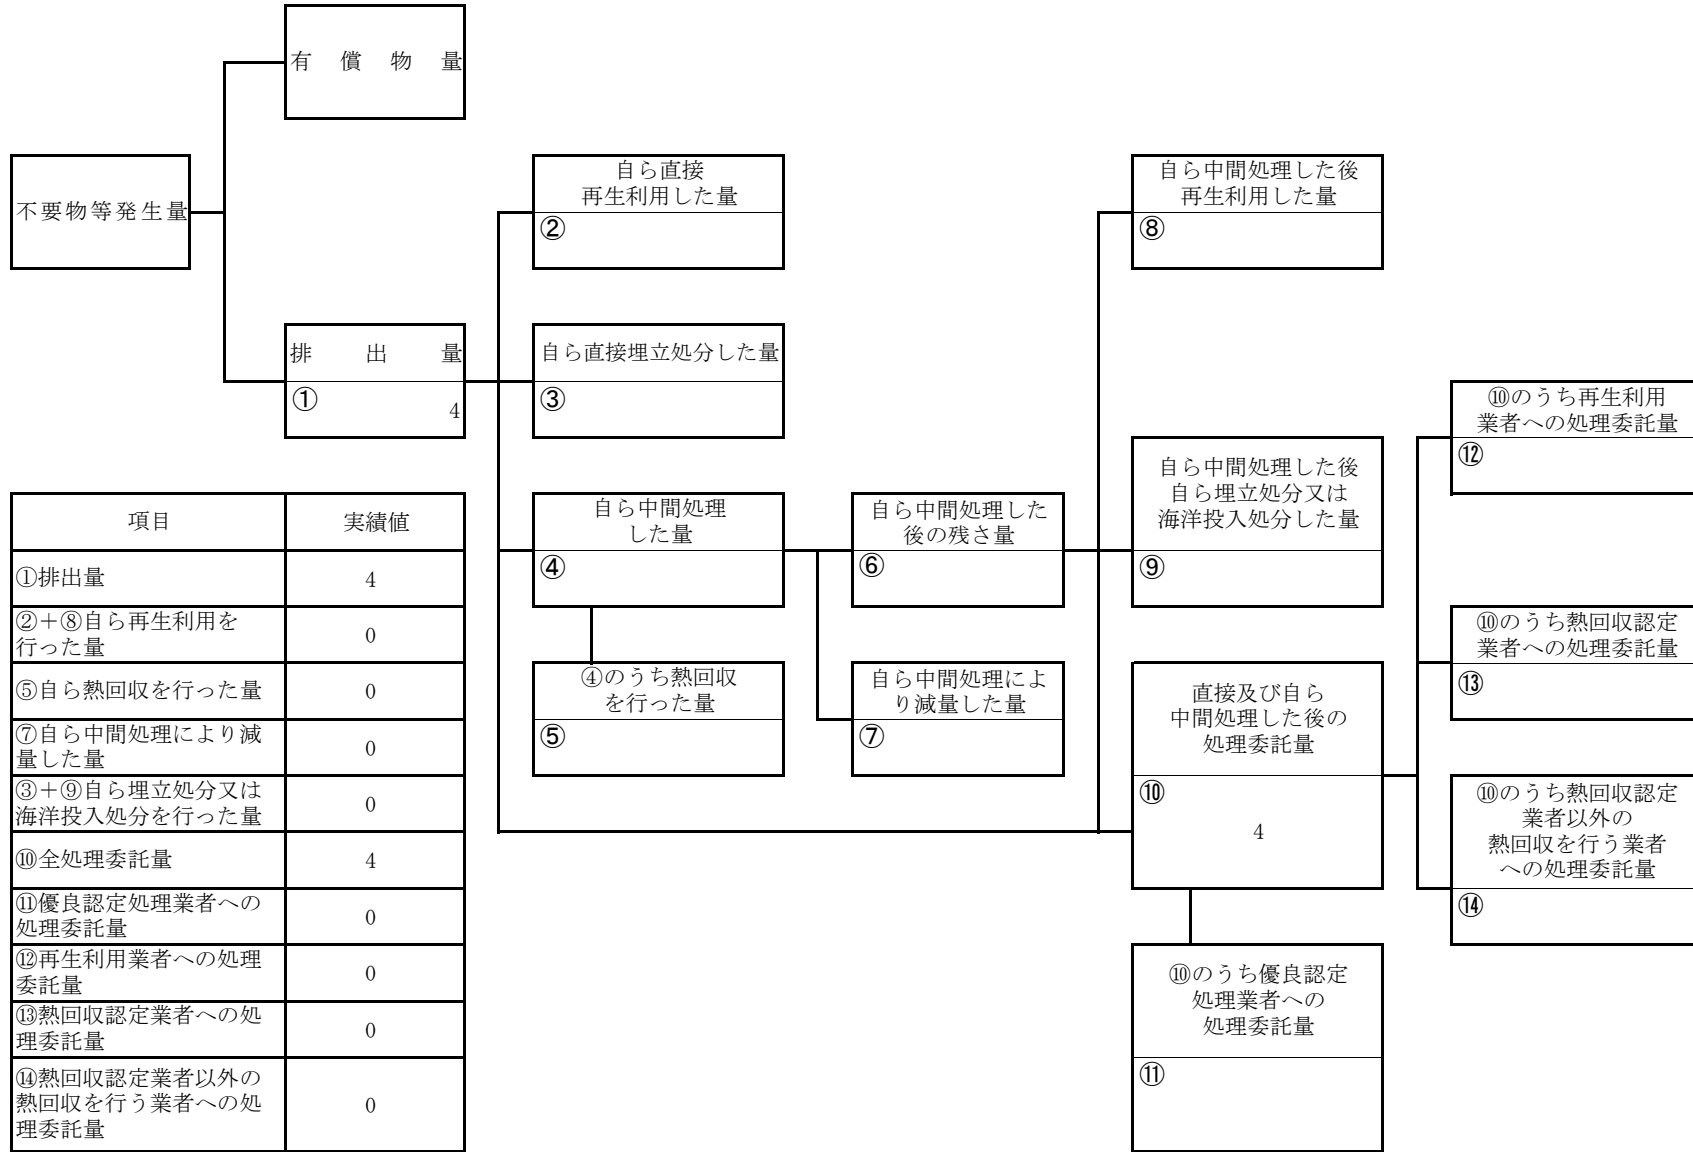 有償物量
不要物等発生量
自ら直接
再生利用した量
②
自ら中間処理した後
再生利用した量
⑧
排出量
①
4
自ら直接埋立処分した量
③
⑩のうち再生利用
業者への処理委託量
⑫
自ら中間処理
した量
④
自ら中間処理した
後の残さ量
⑥
自ら中間処理した後
自ら埋立処分又は
海洋投入処分した量
⑨
⑩のうち熱回収認定
業者への処理委託量
⑬
④のうち熱回収
を行った量
⑤
自ら中間処理によ
り減量した量
⑦
直接及び自ら
中間処理した後の
処理委託量
⑩
4
⑩のうち熱回収認定
業者以外の
熱回収を行う業者
への処理委託量
⑭
⑩のうち優良認定
処理業者への
処理委託量
⑪
項目 実績値
①排出量 4
②+⑧自ら再生利用を
行った量 0
⑤自ら熱回収を行った量 0
⑦自ら中間処理により減
量した量 0
③+⑨自ら埋立処分又は
海洋投入処分を行った量 0
⑩全処理委託量 4
⑪優良認定処理業者への
処理委託量 0
⑫再生利用業者への処理
委託量 0
⑬熱回収認定業者への処
理委託量 0
⑭熱回収認定業者以外の
熱回収を行う業者への処 0
理委託量